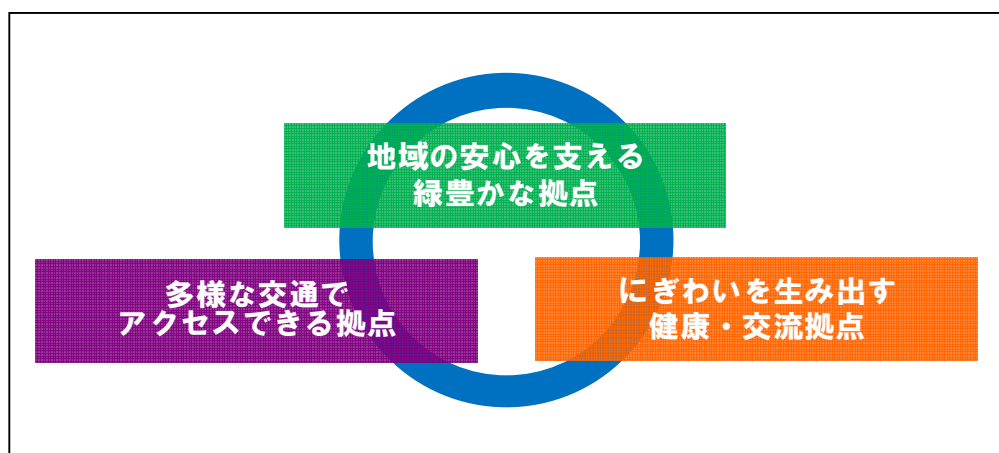 地域の安心を支える
緑豊かな拠点
多様な交通で
アクセスできる拠点
にぎわいを生み出す
健康・交流拠点